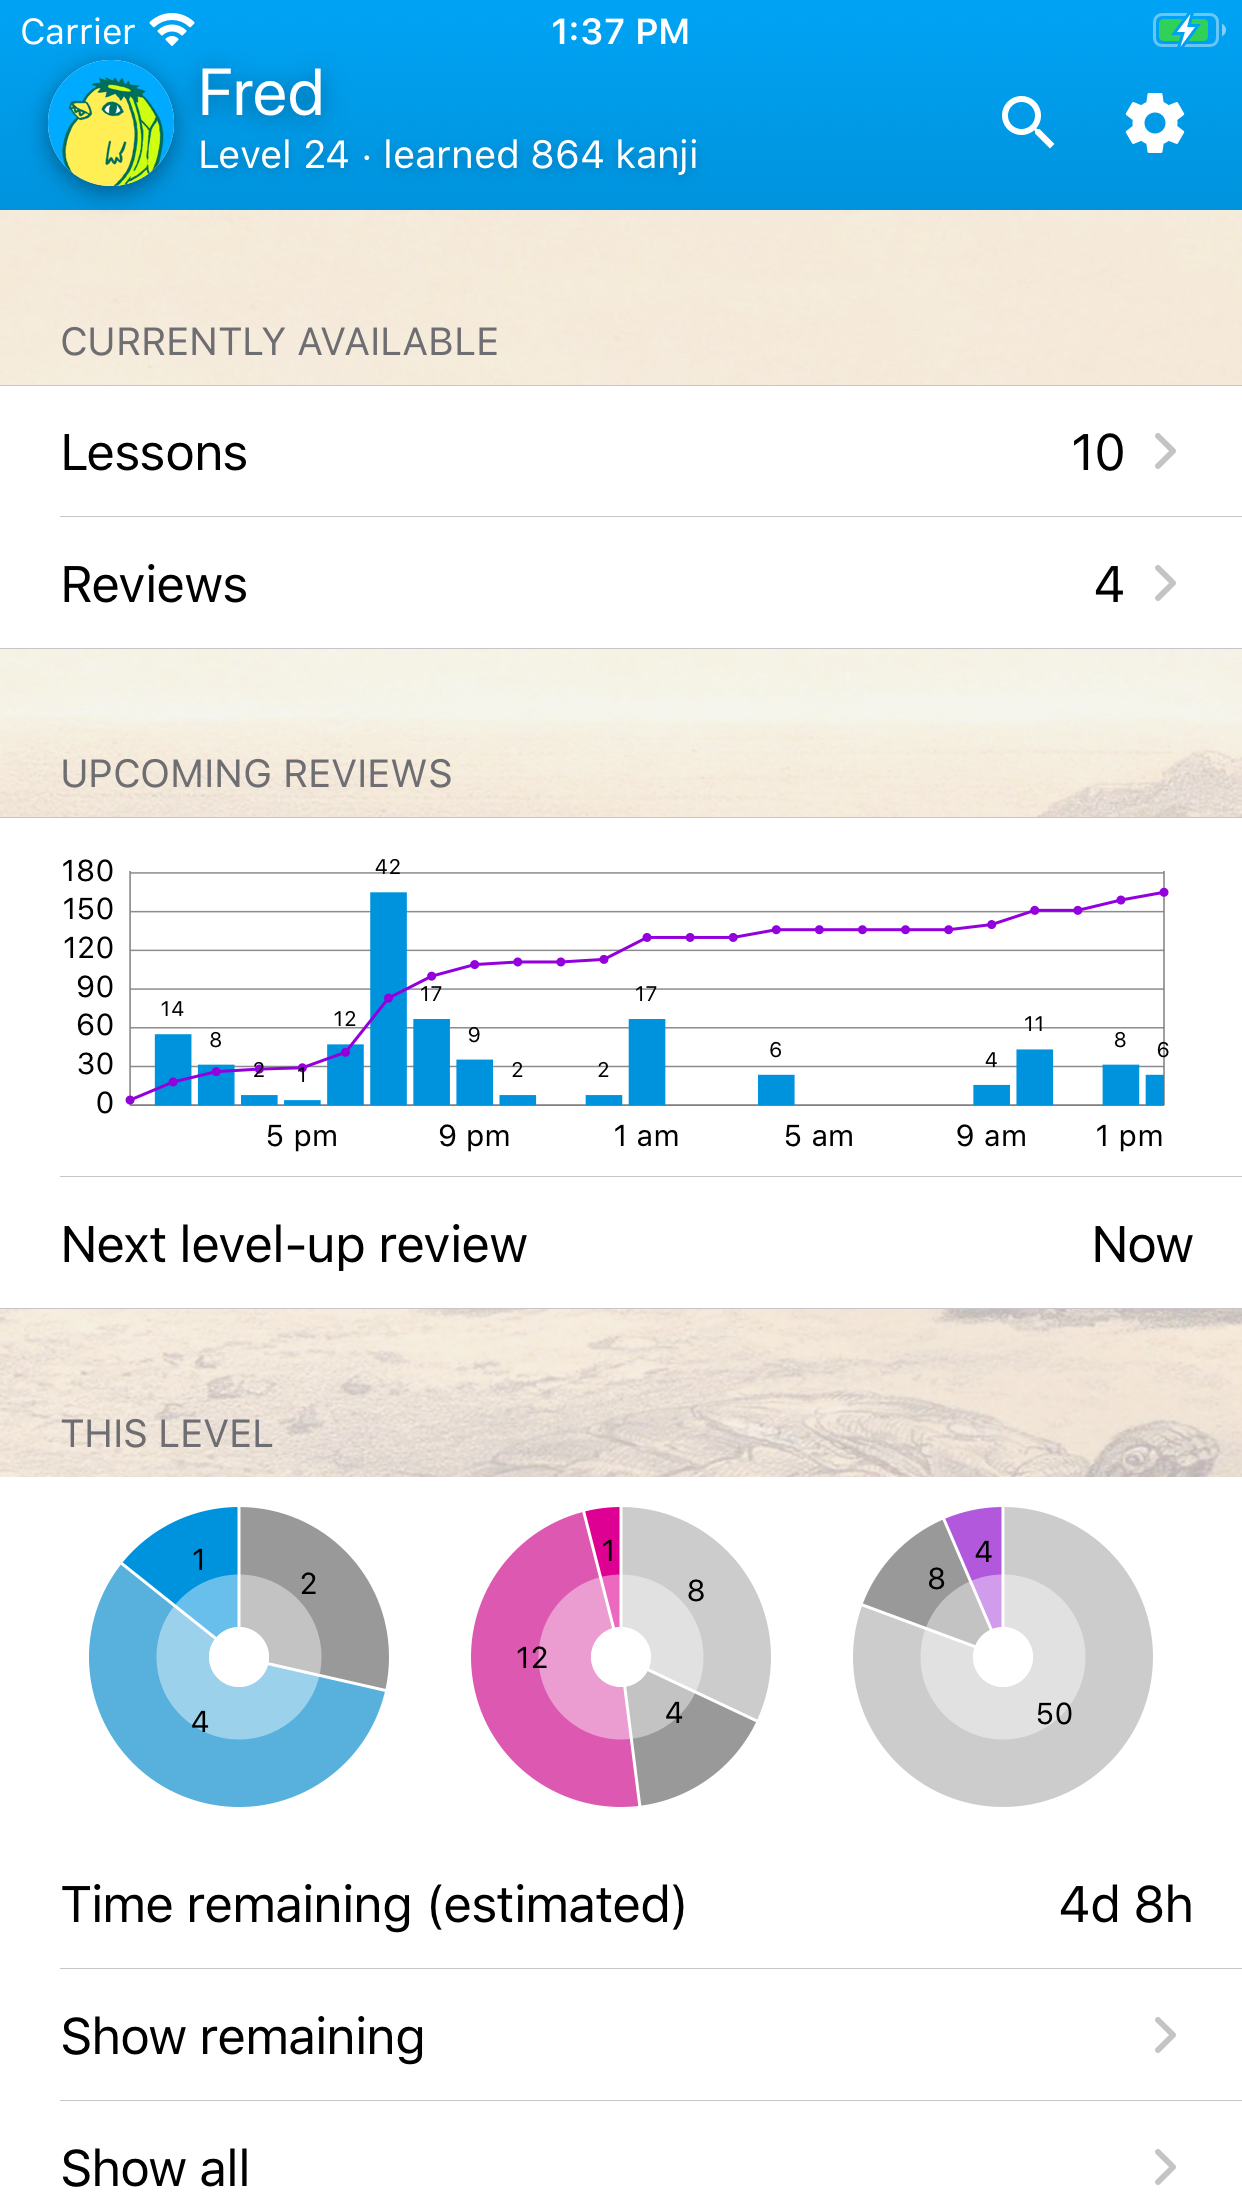 Carrier 1:37 PM
Fred
Level 24 · learned 864 kanji
CURRENTLY AVAILABLE
Lessons 10
Reviews 4
UPCOMING REVIEWS
180
150
120
90
60
30
0
14 8 2 1 12 42 17 9 2 2 17 6 4 11 8 6
5 pm 9 pm 1 am 5 am 9 am 1 pm
Next level-up review Now
THIS LEVEL
1 2 4
1 8 12 4
4 8 50
Time remaining (estimated) 4d 8h
Show remaining
Show all